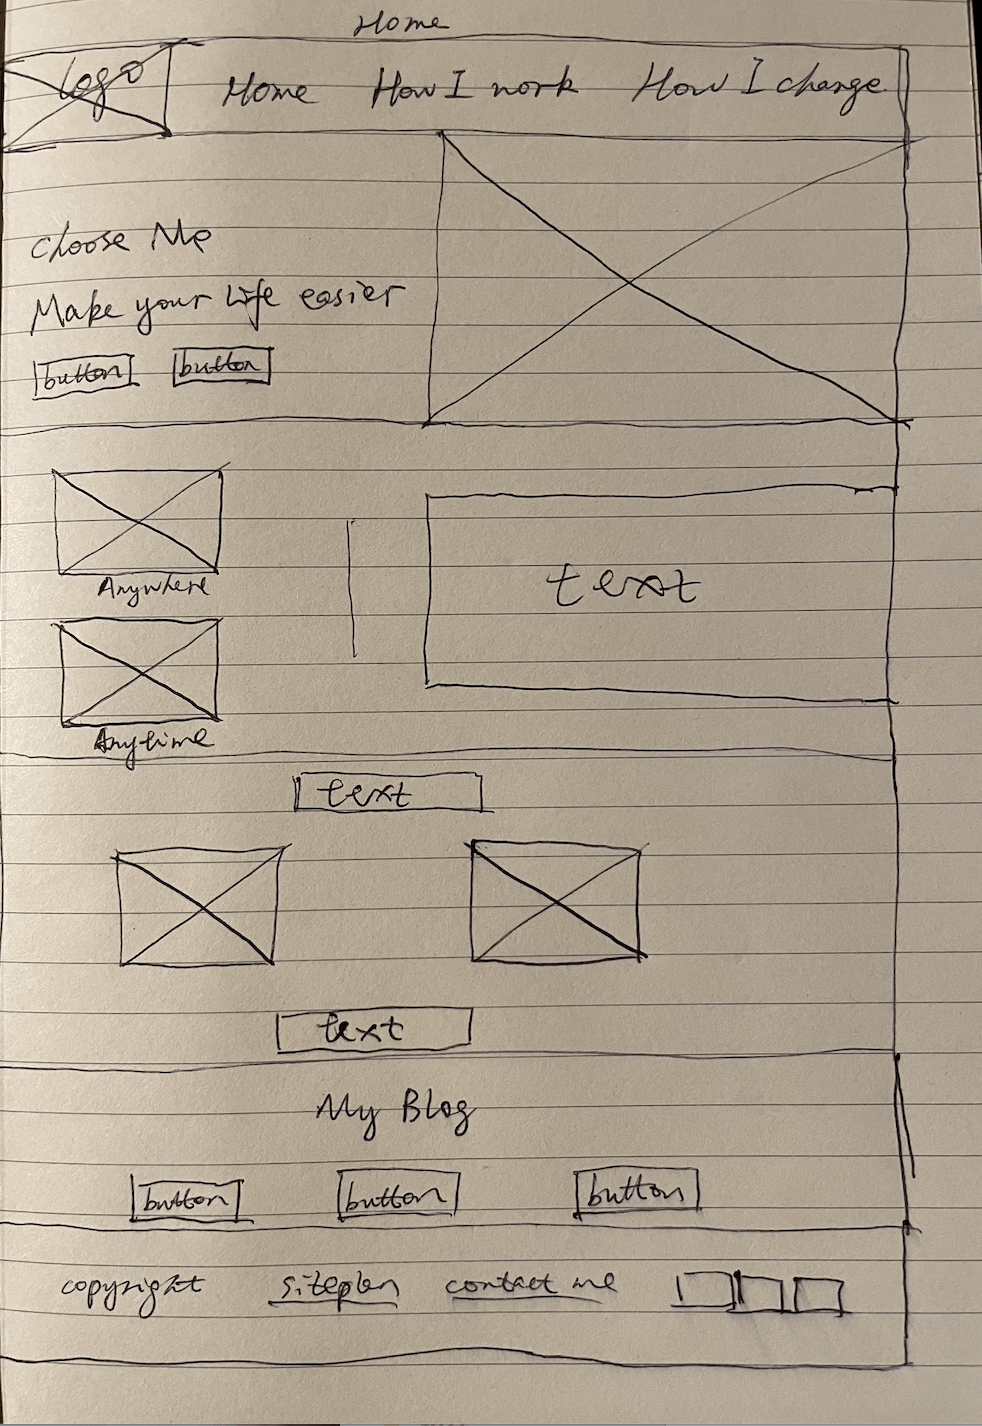 Home
Logo Home How I work How I change
Choose Me
Make your Life easier
button button
Anywhere
text
Anytime
text
text
My Blog
button button button
copyright siteplan contact me